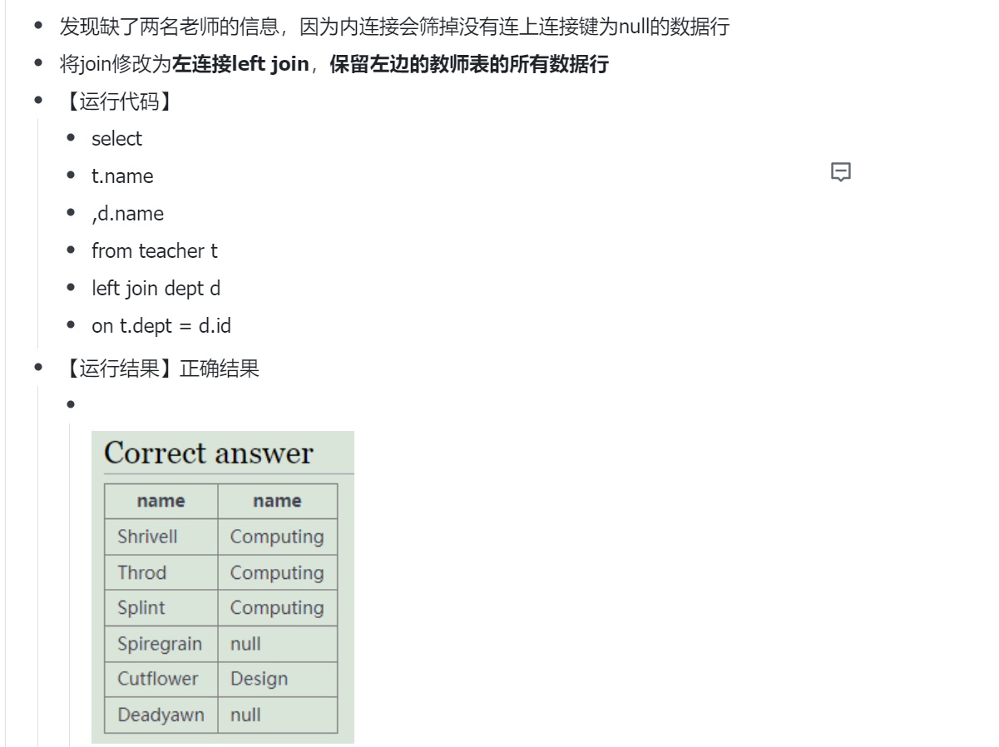 发现缺了两名老师的信息，因为内连接会筛掉没有连上连接键为null的数据行
将join修改为左连接left join，保留左边的教师表的所有数据行
【运行代码】
select
t.name
,d.name
from teacher t
left join dept d
on t.dept = d.id
【运行结果】正确结果
Correct answer
name name
Shrivell Computing
Throd Computing
Splint Computing
Spiregrain null
Cutflower Design
Deadyawn null